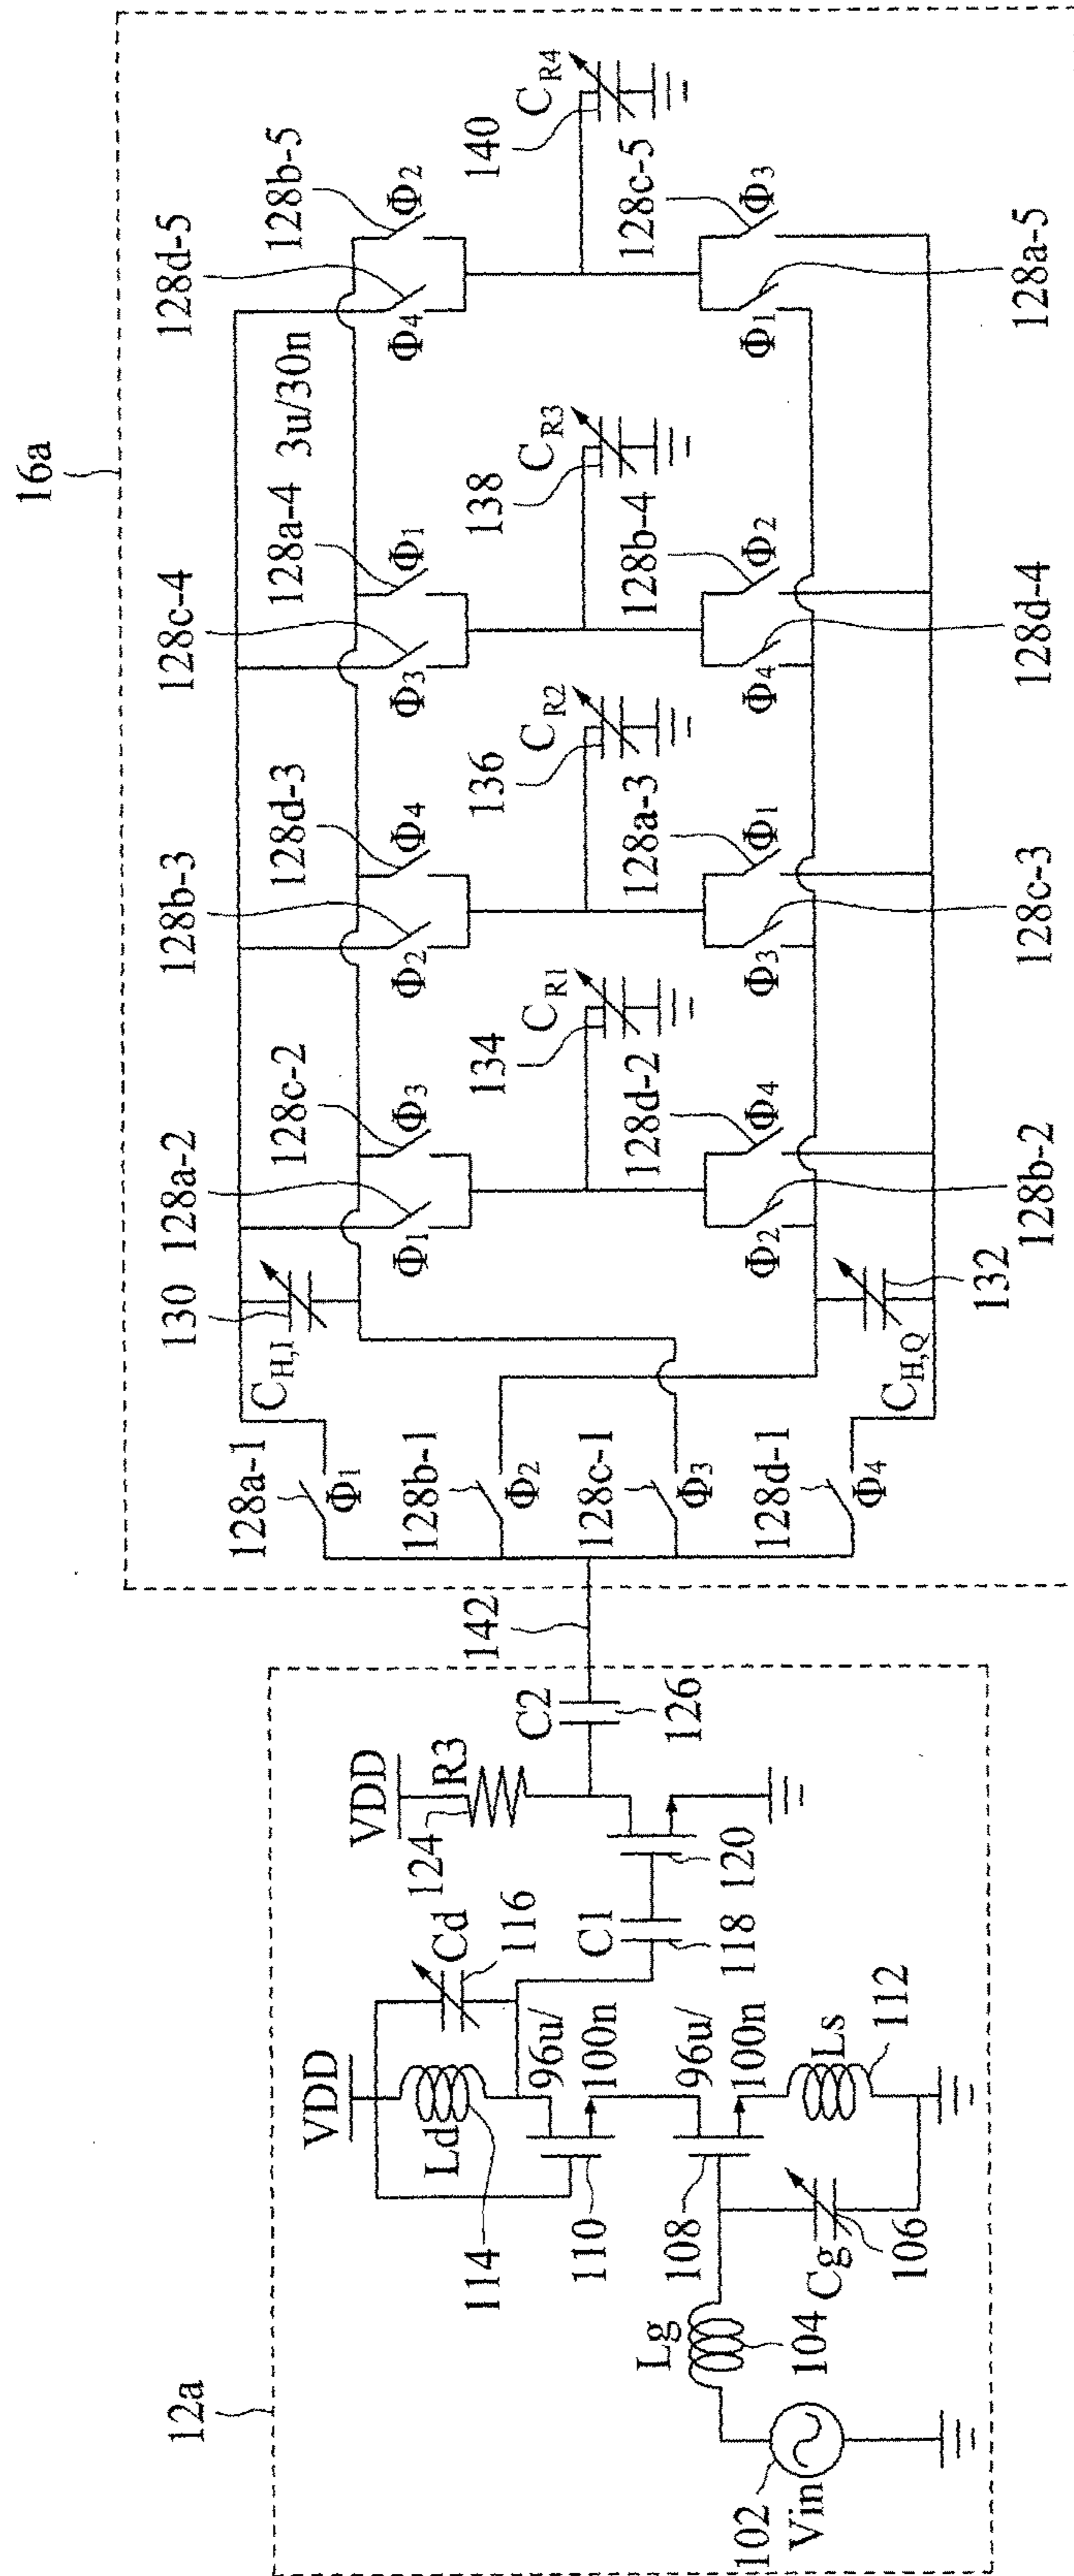 16a
128d-5
128b-5
Φ4
Φ2
3u/30n
140
CR4
128c-5
Φ3
Φ1
128a-5
128c-4
128a-4
Φ3
Φ1
138
CR3
128b-4
Φ2
Φ4
128d-4
128b-3
128d-3
Φ2
Φ4
136
CR2
128a-3
Φ1
Φ3
128c-3
128a-2
128c-2
Φ1
Φ3
134
CR1
128d-2
Φ4
Φ2
128b-2
130
CH,I
CH,Q
132
128a-1
Φ1
128b-1
Φ2
128c-1
Φ3
128d-1
Φ4
142
12a
VDD
R3
124
C2
126
120
C1
118
Cd
116
VDD
Ld
114
96u/
100n
110
96u/
100n
108
Ls
112
Cg
106
Lg
104
102
Vin